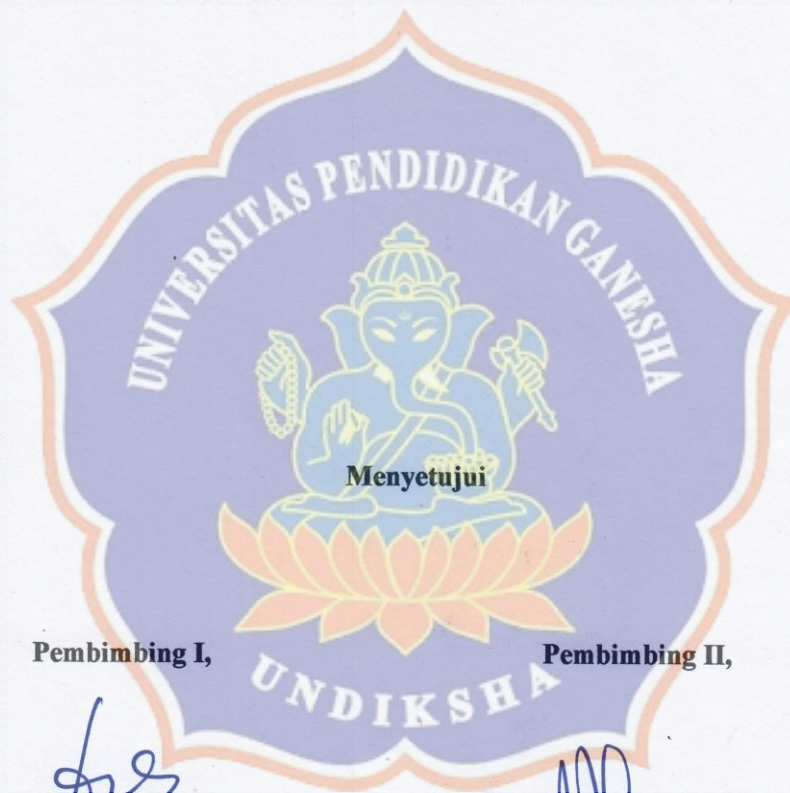 UNIVERSITAS PENDIDIKAN GANESHA
Menyetujui
Pembimbing I,
Pembimbing II,
UNDIKSHA